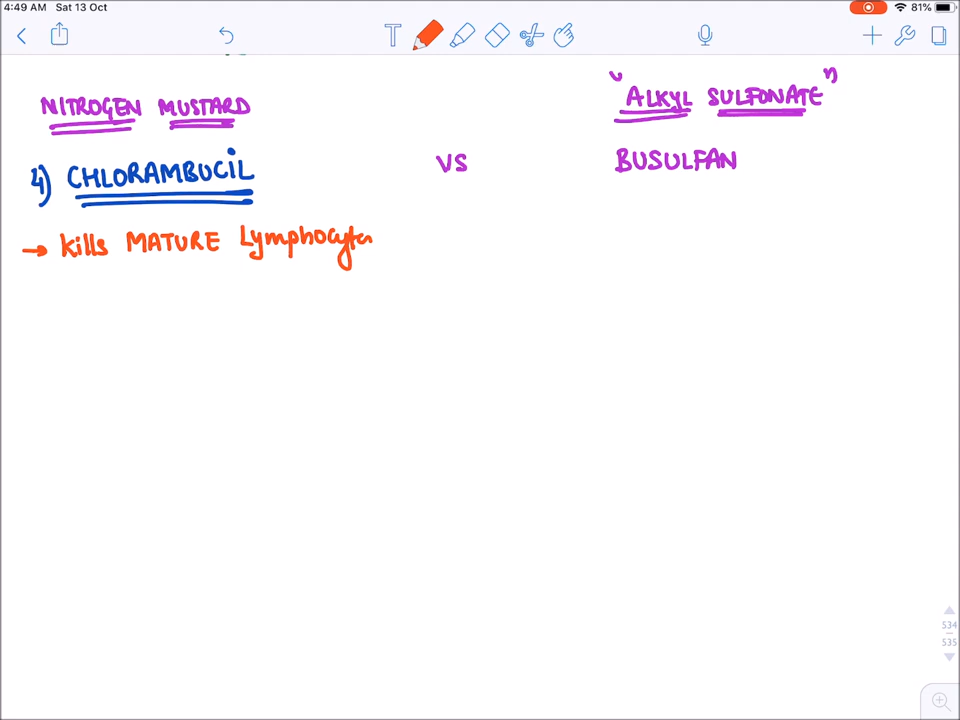 4:49 AM Sat 13 Oct 81%
T
NITROGEN MUSTARD
"ALKYL SULFONATE"
4) CHLORAMBUCIL VS BUSULFAN
→ Kills MATURE Lymphocytes
534
535